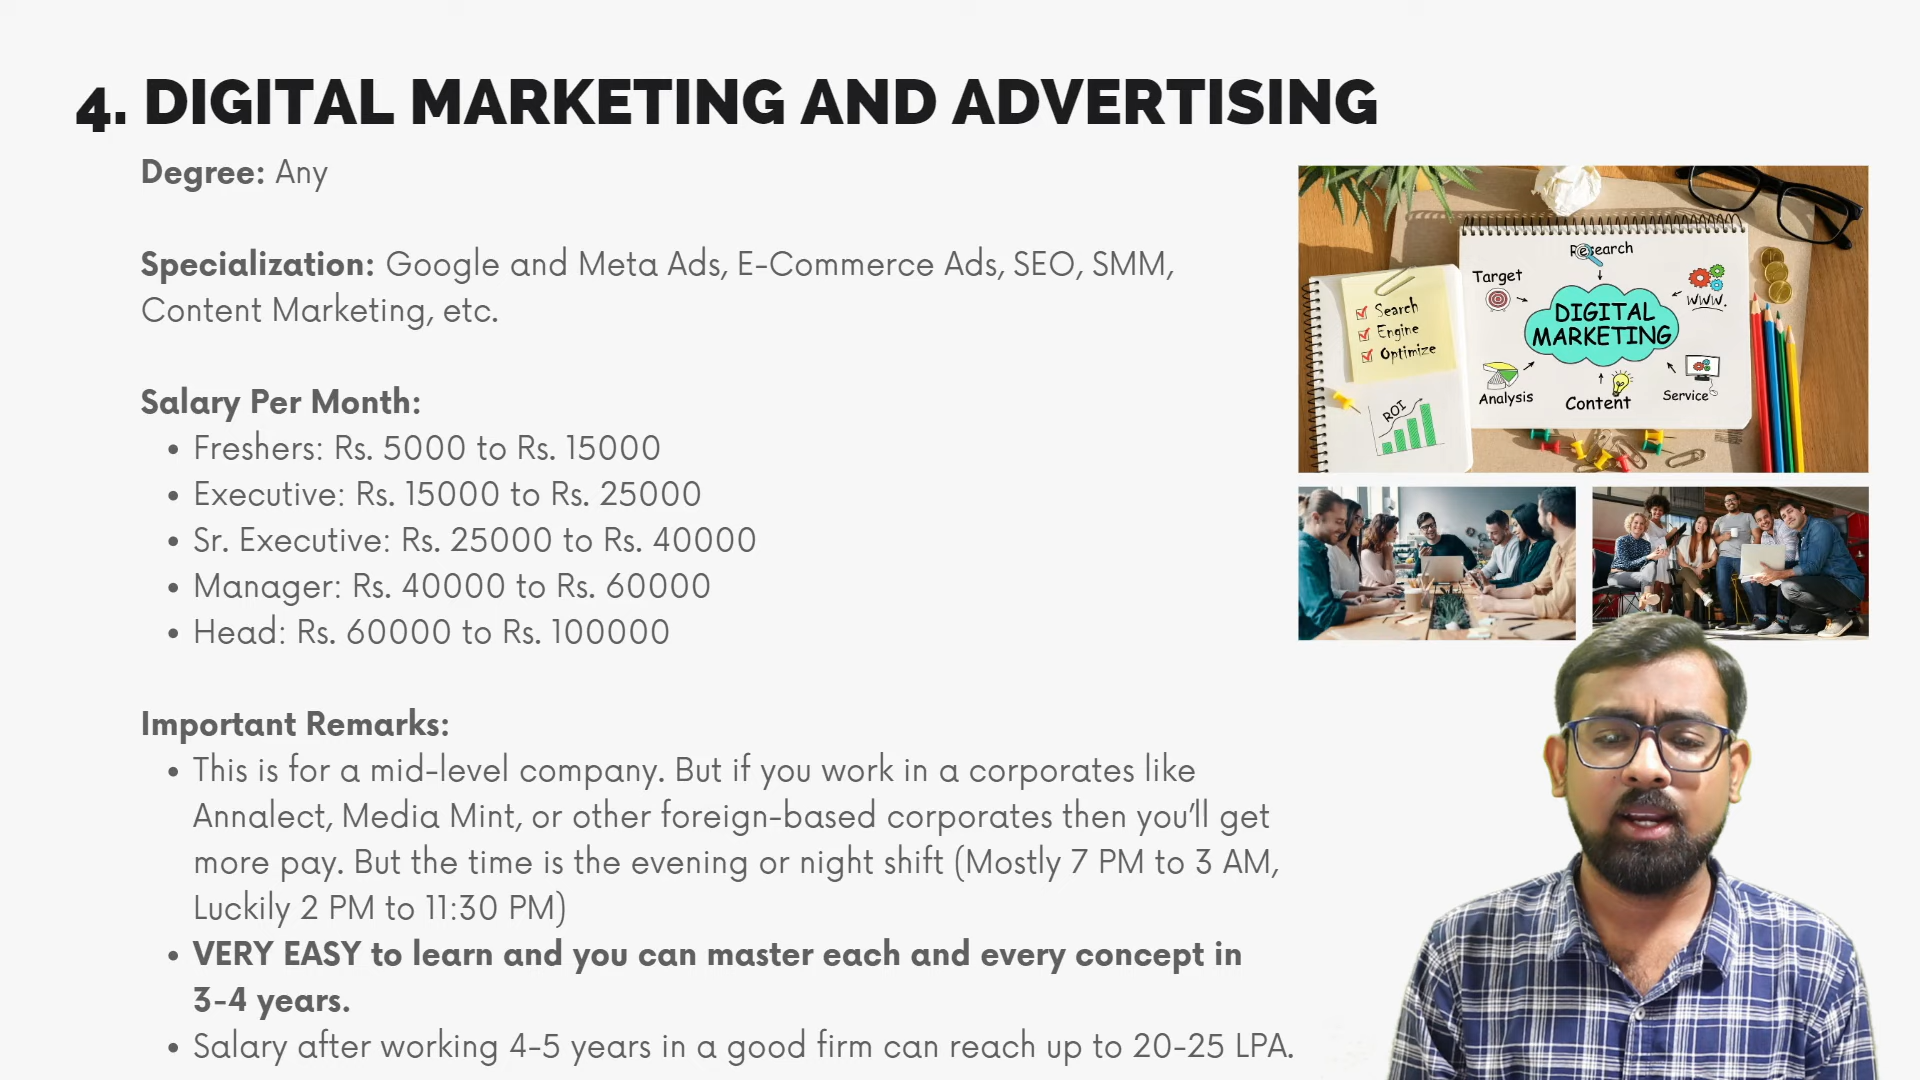 4. DIGITAL MARKETING AND ADVERTISING
Degree: Any
Specialization: Google and Meta Ads, E-Commerce Ads, SEO, SMM,
Content Marketing, etc.
Salary Per Month:
• Freshers: Rs. 5000 to Rs. 15000
• Executive: Rs. 15000 to Rs. 25000
• Sr. Executive: Rs. 25000 to Rs. 40000
• Manager: Rs. 40000 to Rs. 60000
• Head: Rs. 60000 to Rs. 100000
Important Remarks:
• This is for a mid-level company. But if you work in a corporates like
Annalect, Media Mint, or other foreign-based corporates then you’ll get
more pay. But the time is the evening or night shift (Mostly 7 PM to 3 AM,
Luckily 2 PM to 11:30 PM)
• VERY EASY to learn and you can master each and every concept in
3-4 years.
• Salary after working 4-5 years in a good firm can reach up to 20-25 LPA.
Research
Target
www.
DIGITAL
MARKETING
Analysis
Content
Service
Search
Engine
Optimize
ROI